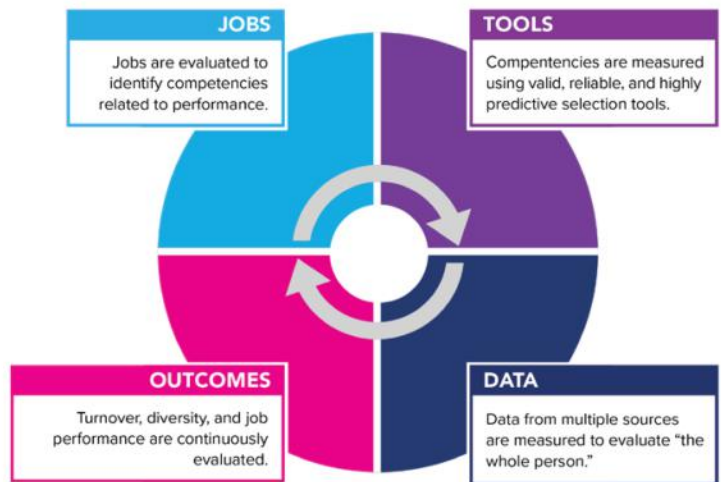 JOBS
Jobs are evaluated to
identify competencies
related to performance.
TOOLS
Compentencies are measured
using valid, reliable, and highly
predictive selection tools.
OUTCOMES
Turnover, diversity, and job
performance are continuously
evaluated.
DATA
Data from multiple sources
are measured to evaluate “the
whole person.”